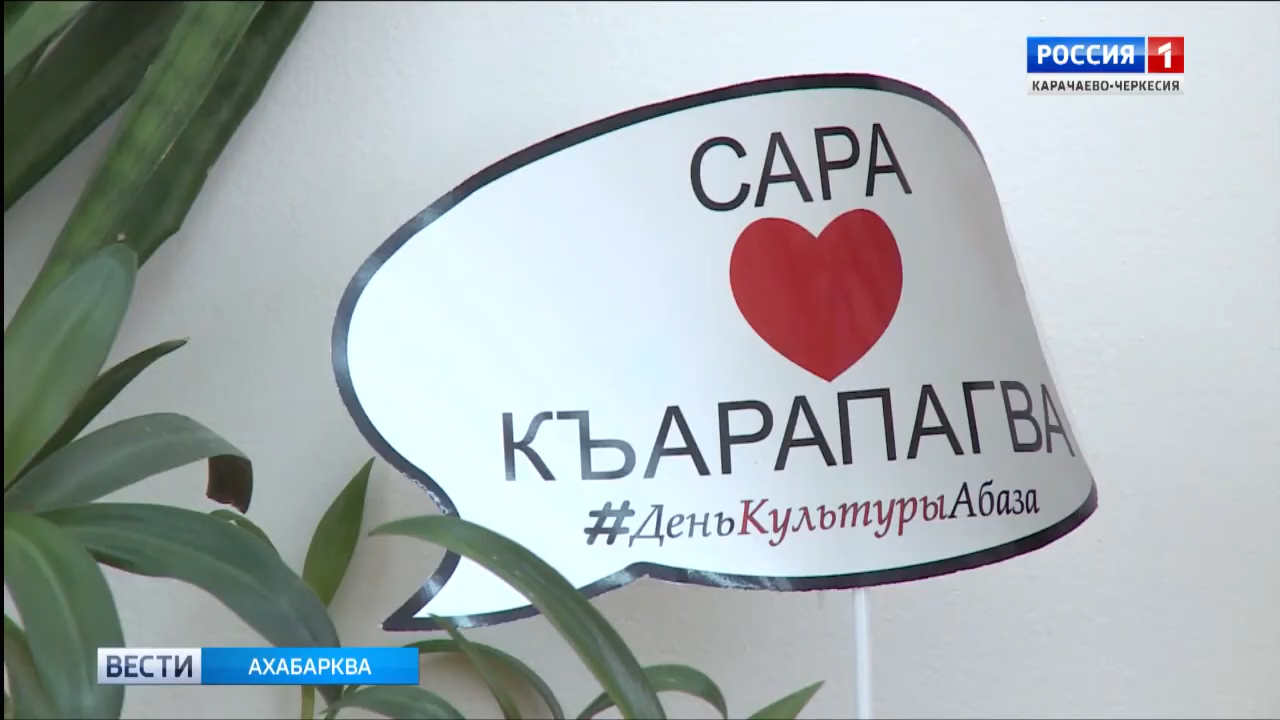 РОССИЯ 1
КАРАЧАЕВО-ЧЕРКЕСИЯ
САРА
КЪАРАПАГВА
#ДеньКультурыАбаза
ВЕСТИ АХАБАРКВА